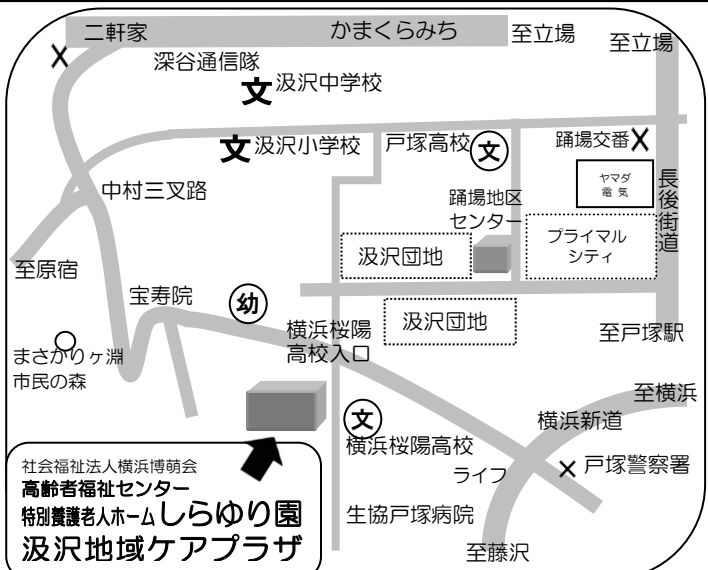 二軒家
かまくらみち
至立場
至立場
深谷通信隊
文 汲沢中学校
文 汲沢小学校
戸塚高校 文
踊場交番
ヤマダ
電気
長後街道
中村三叉路
踊場地区
センター
プライマル
シティ
汲沢団地
至原宿
宝寿院
幼
汲沢団地
横浜桜陽
高校入口
至戸塚駅
まさかりヶ淵
市民の森
至横浜
横浜新道
文
横浜桜陽高校
ライフ
戸塚警察署
生協戸塚病院
至藤沢
社会福祉法人横浜博萌会
高齢者福祉センター
特別養護老人ホームしらゆり園
汲沢地域ケアプラザ